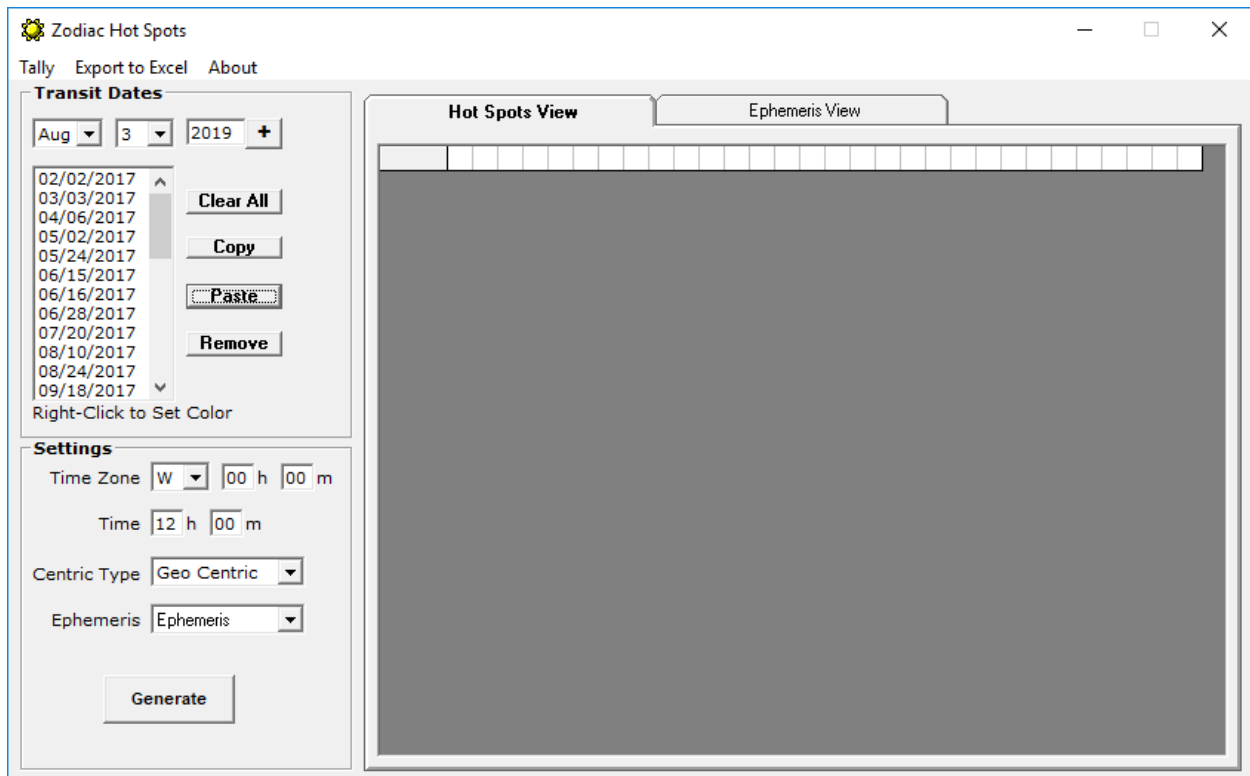 Zodiac Hot Spots
Tally Export to Excel About
Transit Dates
Aug 3 2019 +
02/02/2017
03/03/2017
04/06/2017
05/02/2017
05/24/2017
06/15/2017
06/16/2017
06/28/2017
07/20/2017
08/10/2017
08/24/2017
09/18/2017
Clear All
Copy
Paste
Remove
Right-Click to Set Color
Settings
Time Zone W 00 h 00 m
Time 12 h 00 m
Centric Type Geo Centric
Ephemeris Ephemeris
Generate
Hot Spots View Ephemeris View